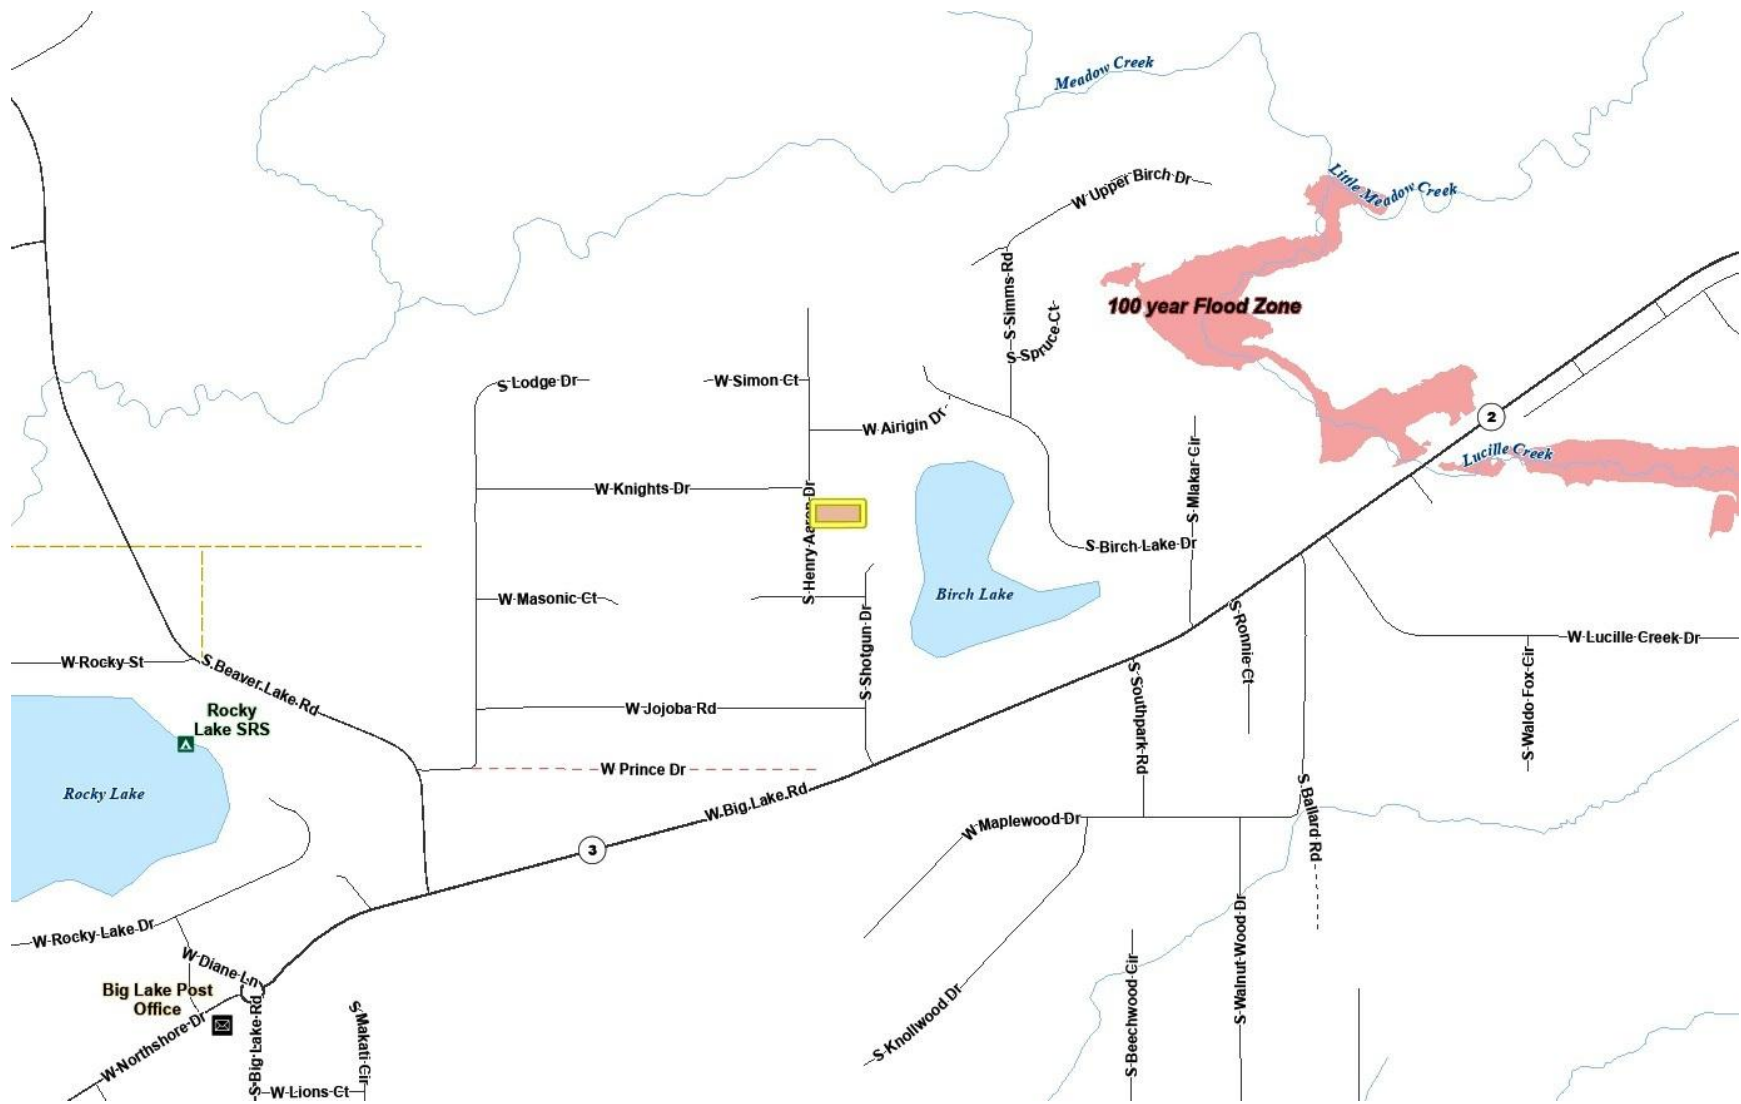 Meadow Creek
Little Meadow Creek
W Upper Birch Dr
S Simms Rd
S Spruce Ct
100 year Flood Zone
S Lodge Dr
W Simon Ct
W Airigin Dr
2
Lucille Creek
W Knights Dr
S Henry Aaron Dr
S Mlakar Cir
S Birch Lake Dr
Birch Lake
W Masonic Ct
S Shotgun Dr
S Ronnie Ct
W Lucille Creek Dr
S Waldo Fox Cir
W Rocky St
S Beaver Lake Rd
Rocky
Lake SRS
W Jojoba Rd
S Southpark Rd
W Prince Dr
Rocky Lake
W Big Lake Rd
S Ballard Rd
W Maplewood Dr
3
W Rocky Lake Dr
W Diane Ln
Big Lake Post
Office
W Northshore Dr
S Big Lake Rd
S Makati Cir
W Lions Ct
S Knollwood Dr
S Beechwood Cir
S Walnut Wood Dr